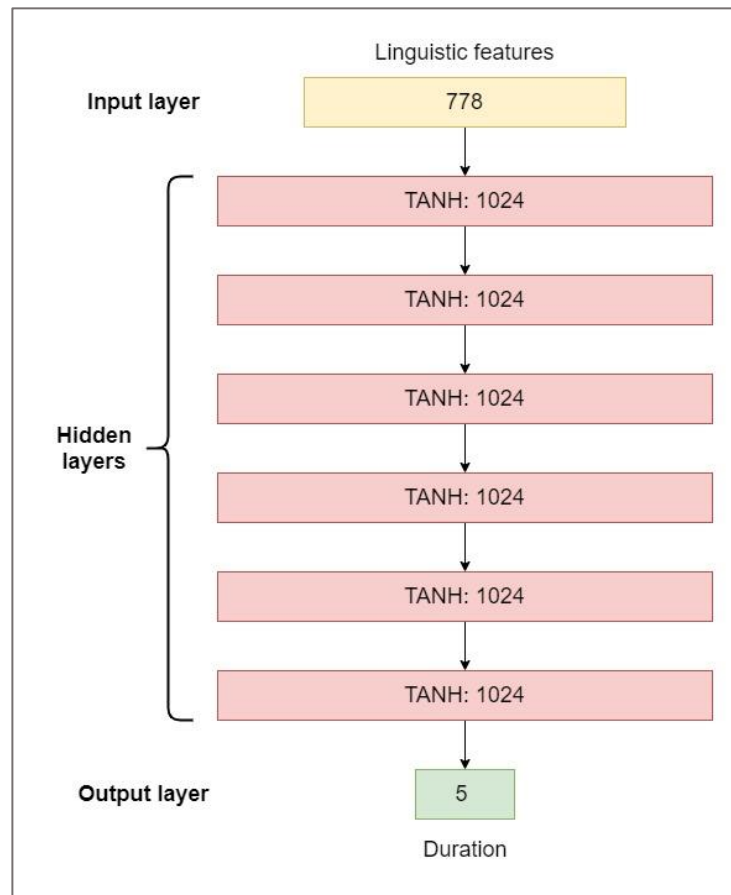 Linguistic features
Input layer
778
TANH: 1024
TANH: 1024
TANH: 1024
Hidden
layers
TANH: 1024
TANH: 1024
TANH: 1024
Output layer
5
Duration